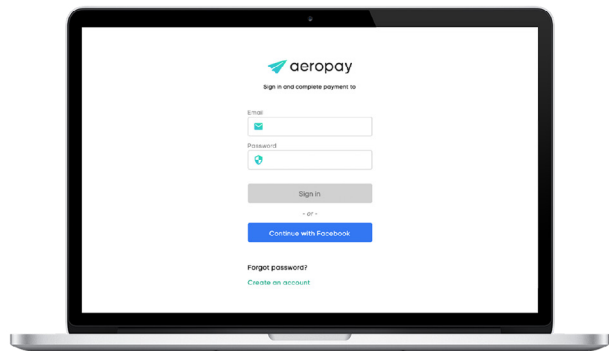 aeropay
Sign in and complete payment to
Email
Password
Sign in
- or -
Continue with Facebook
Forgot password?
Create an account